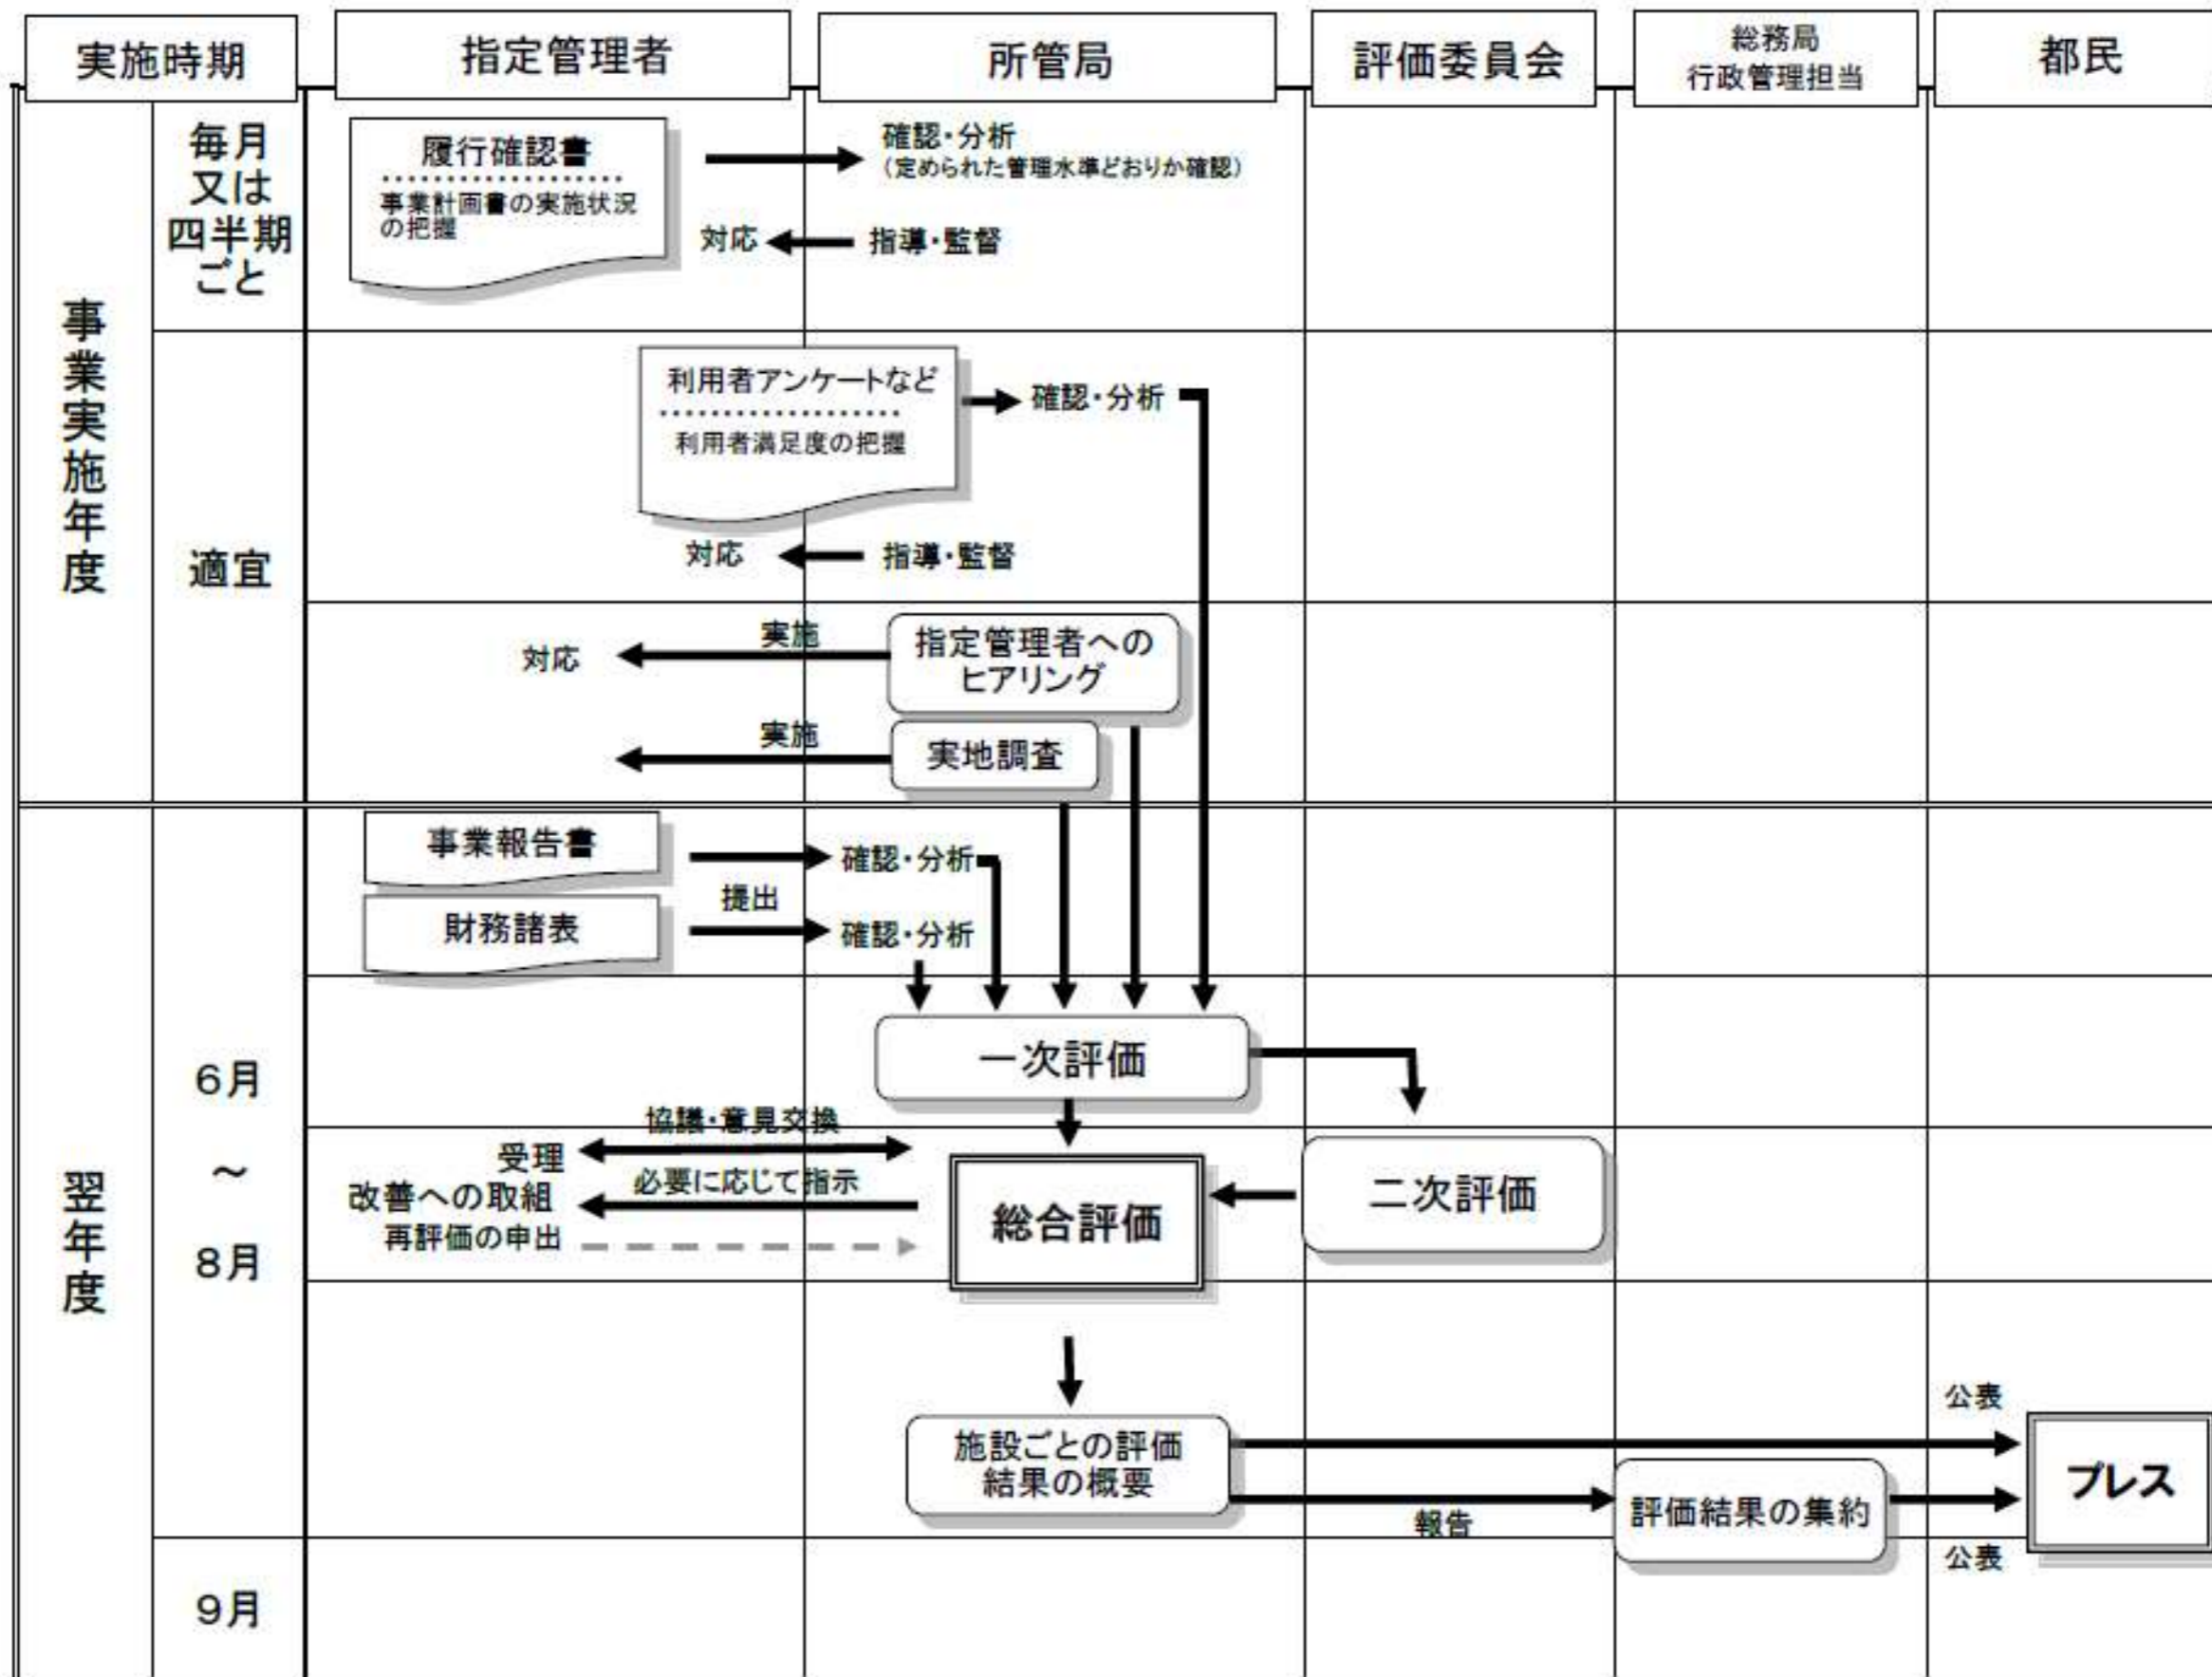 実施時期
指定管理者
所管局
評価委員会
総務局
行政管理担当
都民
事業実施年度
毎月
又は
四半期
ごと
履行確認書
事業計画書の実施状況
の把握
確認・分析
(定められた管理水準どおりか確認)
対応
指導・監督
適宜
利用者アンケートなど
利用者満足度の把握
確認・分析
対応
指導・監督
対応
実施
指定管理者への
ヒアリング
実施
実地調査
翌年度
6月
~
8月
事業報告書
確認・分析
提出
財務諸表
確認・分析
一次評価
協議・意見交換
受理
必要に応じて指示
改善への取組
再評価の申出
総合評価
二次評価
施設ごとの評価
結果の概要
公表
プレス
報告
評価結果の集約
公表
9月